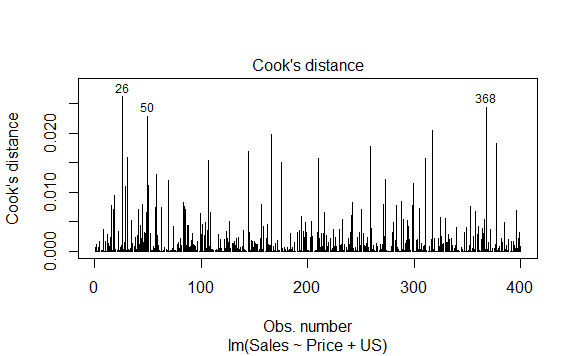 Cook's distance
26
50
368
Cook's distance
0.020
0.010
0.000
0
100
200
300
400
Obs. number
lm(Sales ~ Price + US)